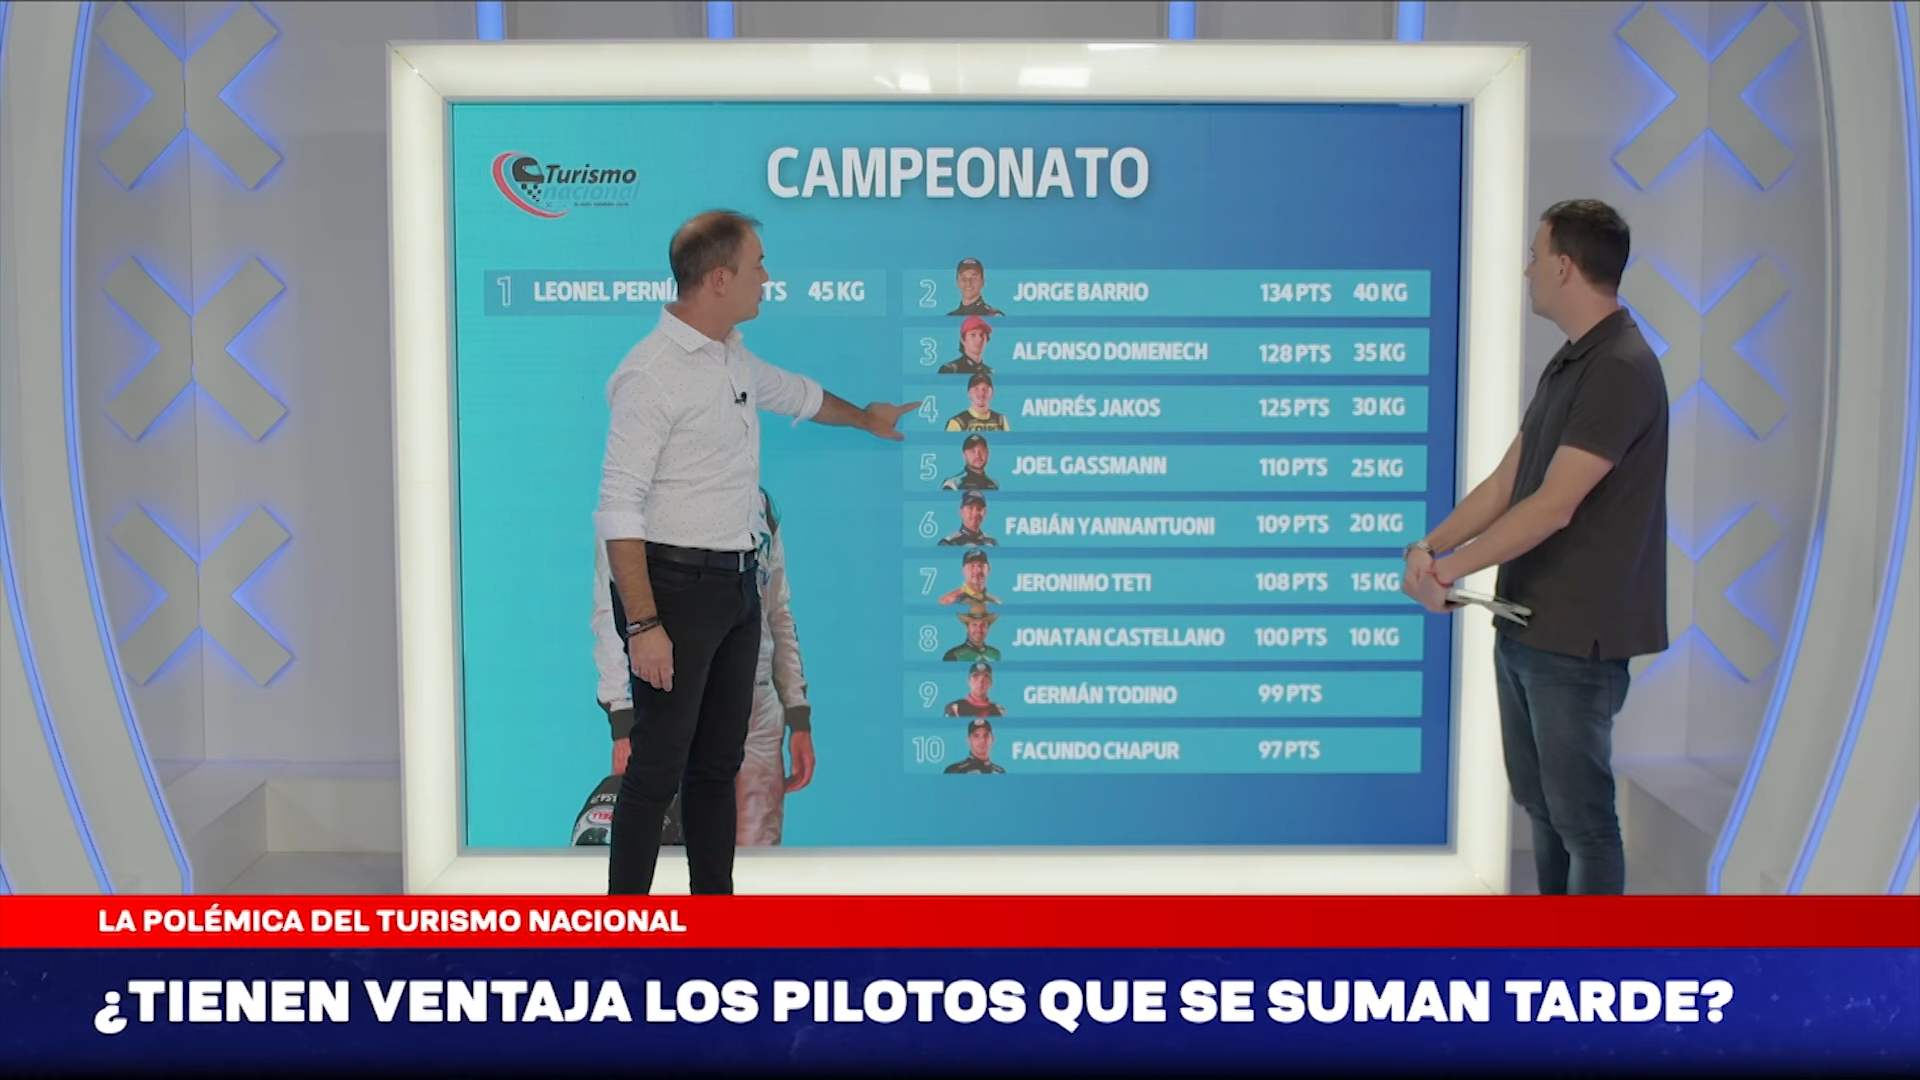 Turismo
nacional
CAMPEONATO
1 LEONEL PERNÍA TS 45 KG
2 JORGE BARRIO 134 PTS 40 KG
3 ALFONSO DOMENECH 128 PTS 35 KG
4 ANDRÉS JAKOS 125 PTS 30 KG
5 JOEL GASSMANN 110 PTS 25 KG
6 FABIÁN YANNANTUONI 109 PTS 20 KG
7 JERONIMO TETI 108 PTS 15 KG
8 JONATAN CASTELLANO 100 PTS 10 KG
9 GERMÁN TODINO 99 PTS
10 FACUNDO CHAPUR 97 PTS
LA POLÉMICA DEL TURISMO NACIONAL
¿TIENEN VENTAJA LOS PILOTOS QUE SE SUMAN TARDE?